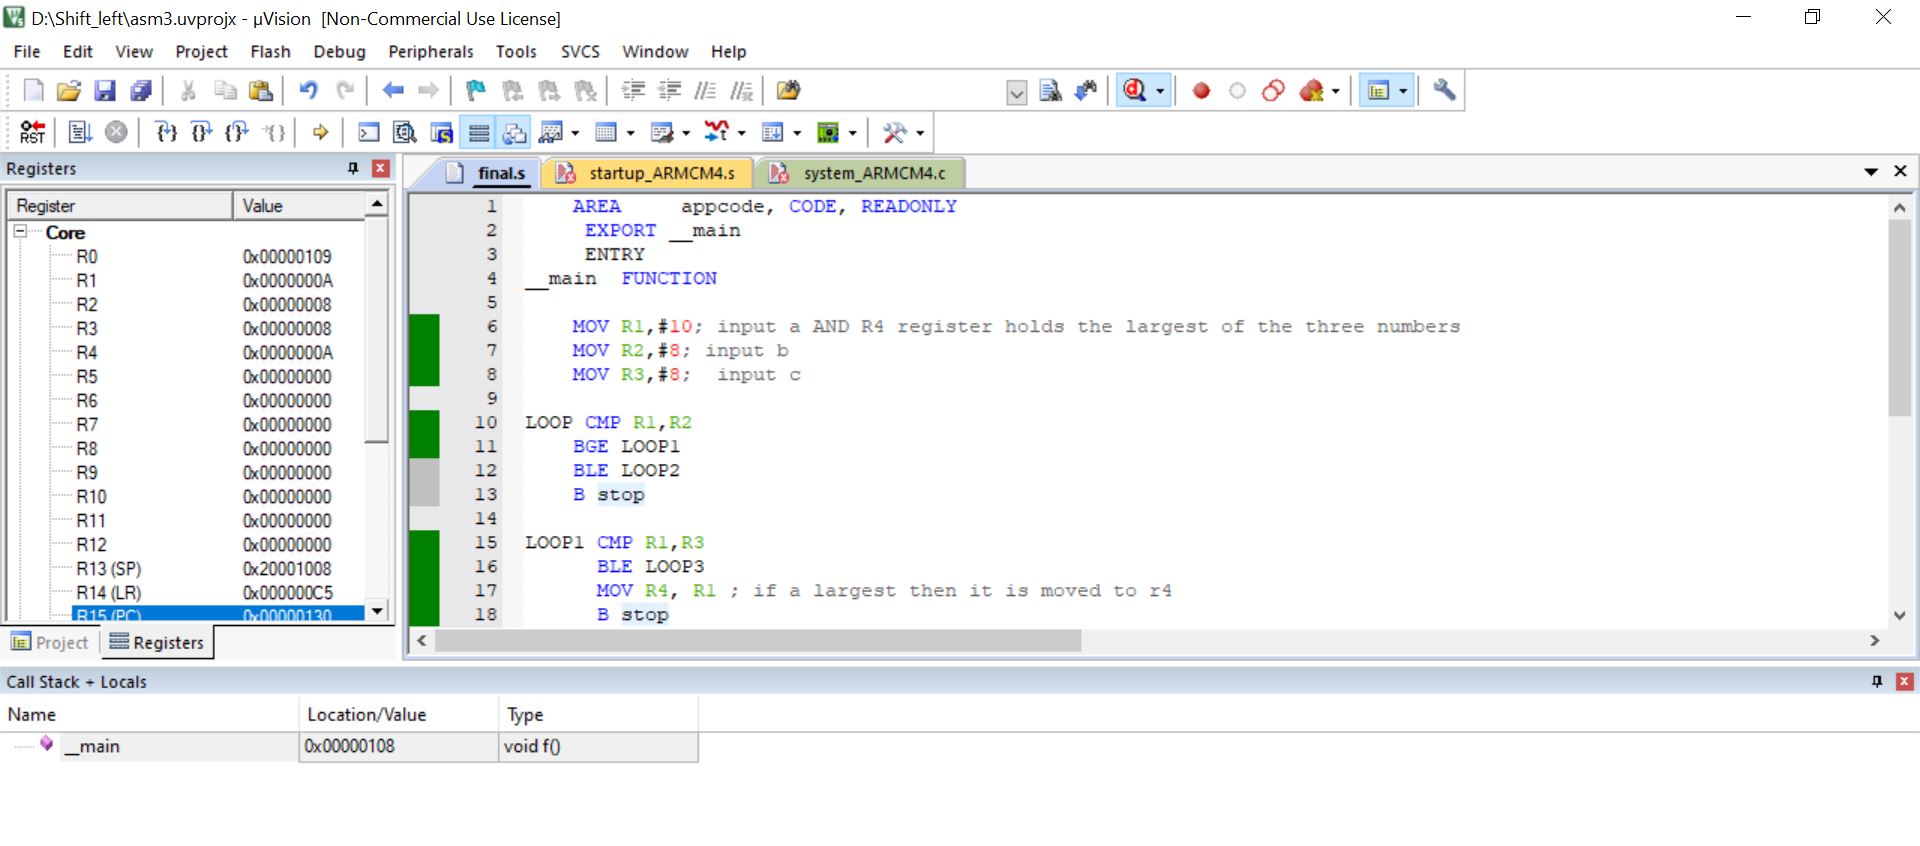 D:\Shift_left\asm3.uvprojx - µVision [Non-Commercial Use License]
File Edit View Project Flash Debug Peripherals Tools SVCS Window Help
RST
Registers
final.s startup_ARMCM4.s system_ARMCM4.c
Register Value
Core
R0 0x00000109
R1 0x0000000A
R2 0x00000008
R3 0x00000008
R4 0x0000000A
R5 0x00000000
R6 0x00000000
R7 0x00000000
R8 0x00000000
R9 0x00000000
R10 0x00000000
R11 0x00000000
R12 0x00000000
R13 (SP) 0x20001008
R14 (LR) 0x000000C5
R15 (PC) 0x00000130
Project Registers
1 AREA appcode, CODE, READONLY
2 EXPORT __main
3 ENTRY
4 __main FUNCTION
5
6 MOV R1,#10; input a AND R4 register holds the largest of the three numbers
7 MOV R2,#8; input b
8 MOV R3,#8; input c
9
10 LOOP CMP R1,R2
11 BGE LOOP1
12 BLE LOOP2
13 B stop
14
15 LOOP1 CMP R1,R3
16 BLE LOOP3
17 MOV R4, R1 ; if a largest then it is moved to r4
18 B stop
Call Stack + Locals
Name Location/Value Type
__main 0x00000108 void f()